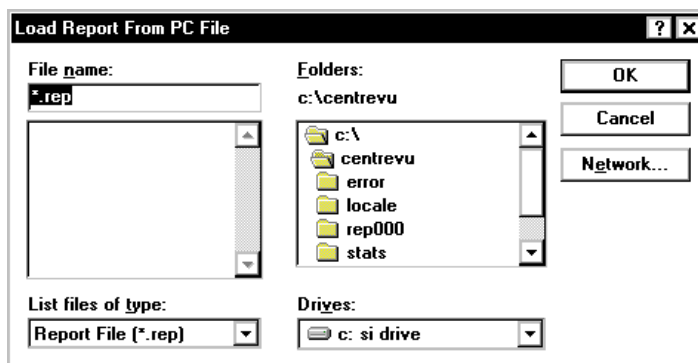 Load Report From PC File
? X
File name:
*.rep
Folders:
c:\centrevu
c:\
centrevu
error
locale
rep000
stats
OK
Cancel
Network...
List files of type:
Report File (*.rep)
Drives:
c: si drive